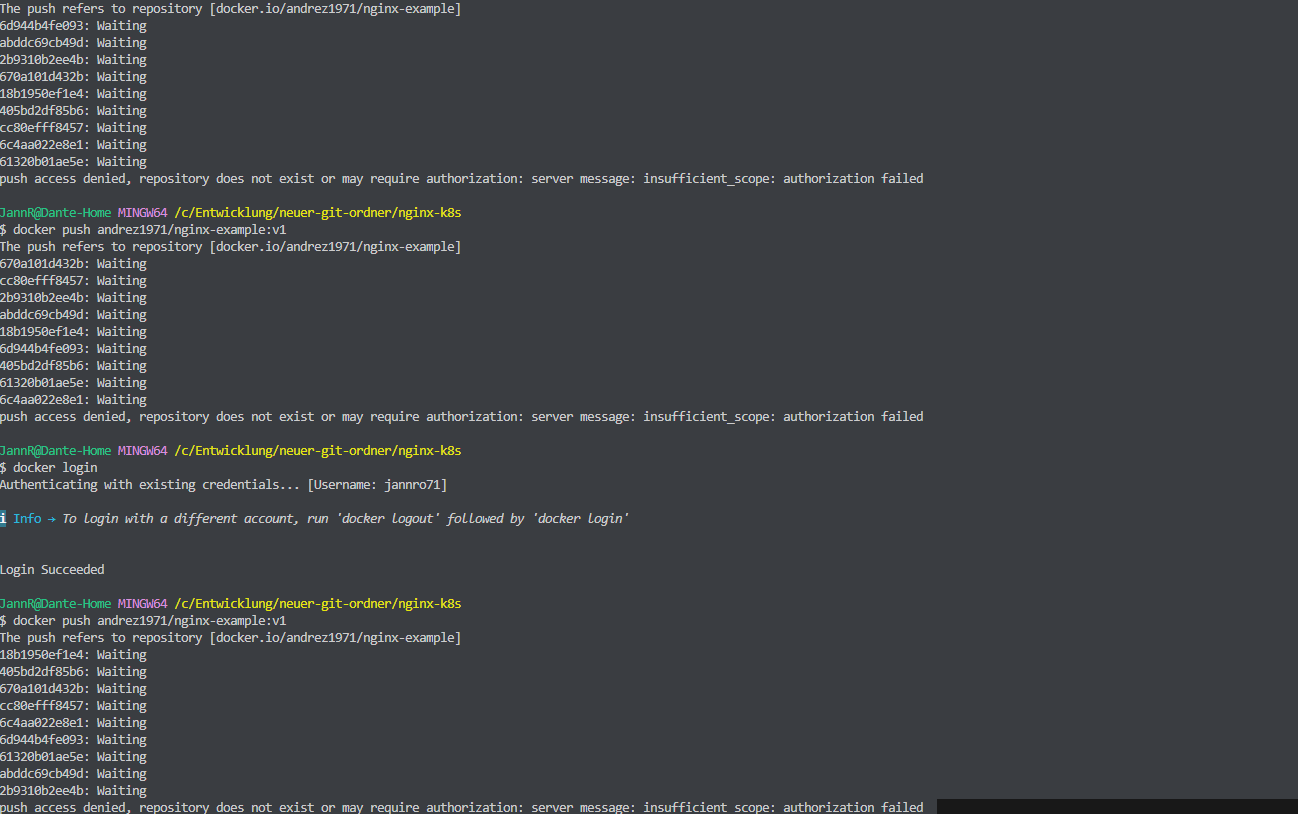 The push refers to repository [docker.io/andrez1971/nginx-example]
6d944b4fe093: Waiting
abddc69cb49d: Waiting
2b9310b2ee4b: Waiting
670a101d432b: Waiting
18b1950ef1e4: Waiting
405bd2df85b6: Waiting
cc80efff8457: Waiting
6c4aa022e8e1: Waiting
61320b01ae5e: Waiting
push access denied, repository does not exist or may require authorization: server message: insufficient_scope: authorization failed
JannR@Dante-Home MINGW64 /c/Entwicklung/neuer-git-ordner/nginx-k8s
$ docker push andrez1971/nginx-example:v1
The push refers to repository [docker.io/andrez1971/nginx-example]
670a101d432b: Waiting
cc80efff8457: Waiting
2b9310b2ee4b: Waiting
abddc69cb49d: Waiting
18b1950ef1e4: Waiting
6d944b4fe093: Waiting
405bd2df85b6: Waiting
61320b01ae5e: Waiting
6c4aa022e8e1: Waiting
push access denied, repository does not exist or may require authorization: server message: insufficient_scope: authorization failed
JannR@Dante-Home MINGW64 /c/Entwicklung/neuer-git-ordner/nginx-k8s
$ docker login
Authenticating with existing credentials... [Username: jannro71]
i Info → To login with a different account, run 'docker logout' followed by 'docker login'
Login Succeeded
JannR@Dante-Home MINGW64 /c/Entwicklung/neuer-git-ordner/nginx-k8s
$ docker push andrez1971/nginx-example:v1
The push refers to repository [docker.io/andrez1971/nginx-example]
18b1950ef1e4: Waiting
405bd2df85b6: Waiting
670a101d432b: Waiting
cc80efff8457: Waiting
6c4aa022e8e1: Waiting
6d944b4fe093: Waiting
61320b01ae5e: Waiting
abddc69cb49d: Waiting
2b9310b2ee4b: Waiting
push access denied, repository does not exist or may require authorization: server message: insufficient_scope: authorization failed